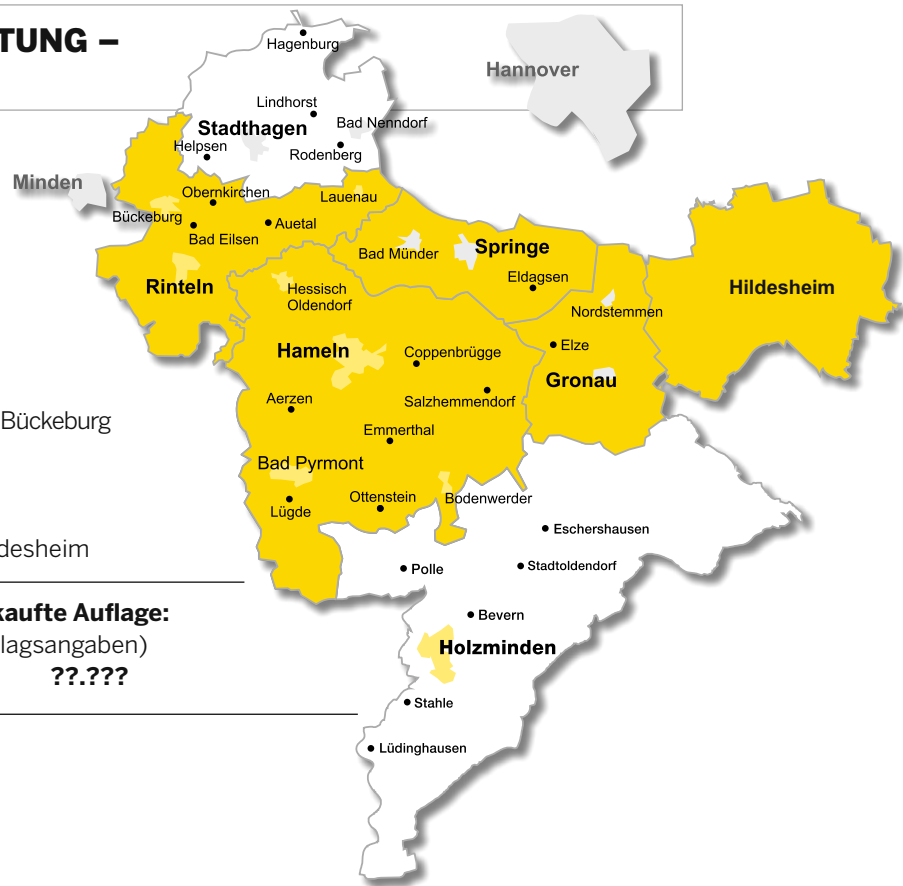 TUNG –
Hagenburg
Hannover
Lindhorst
Stadthagen
Bad Nenndorf
Helpsen
Rodenberg
Minden
Obernkirchen
Lauenau
Bückeburg
Auetal
Bad Eilsen
Bad Münder
Springe
Eldagsen
Rinteln
Hessisch
Oldendorf
Hildesheim
Nordstemmen
Hameln
Coppenbrügge
Elze
Gronau
Aerzen
Salzhemmendorf
Bückeburg
Emmerthal
Bad Pyrmont
Ottenstein
Bodenwerder
Lügde
Eschershausen
desheim
Polle
Stadtoldendorf
kaufte Auflage:
lagsangaben)
??.???
Bevern
Holzminden
Stahle
Lüdinghausen